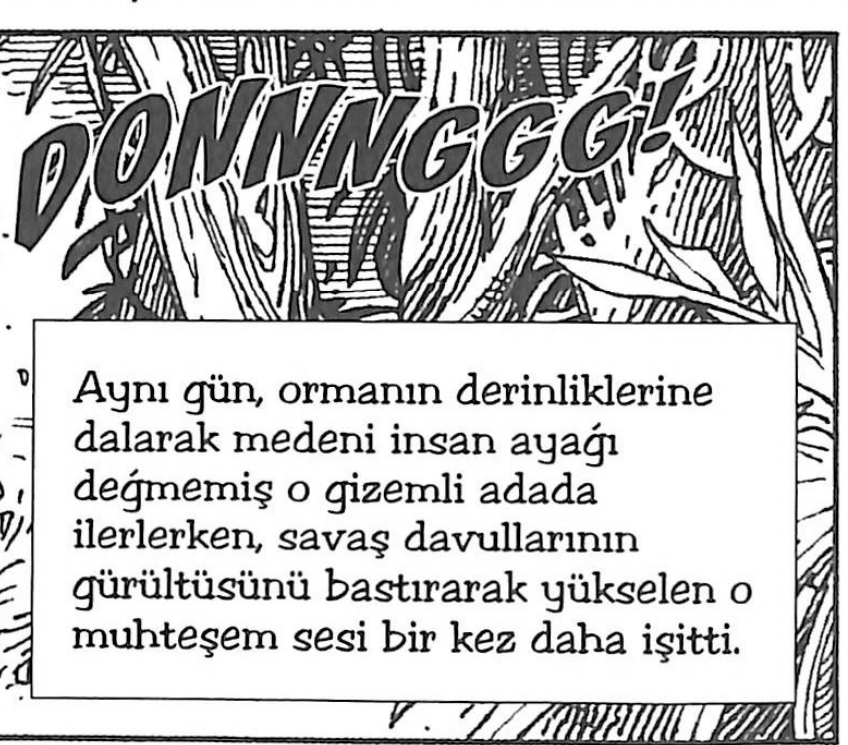 DONNNGGG!
Aynı gün, ormanın derinliklerine
dalarak medeni insan ayağı
değmemiş o gizemli adada
ilerlerken, savaş davullarının
gürültüsünü bastırarak yükselen o
muhteşem sesi bir kez daha işitti.